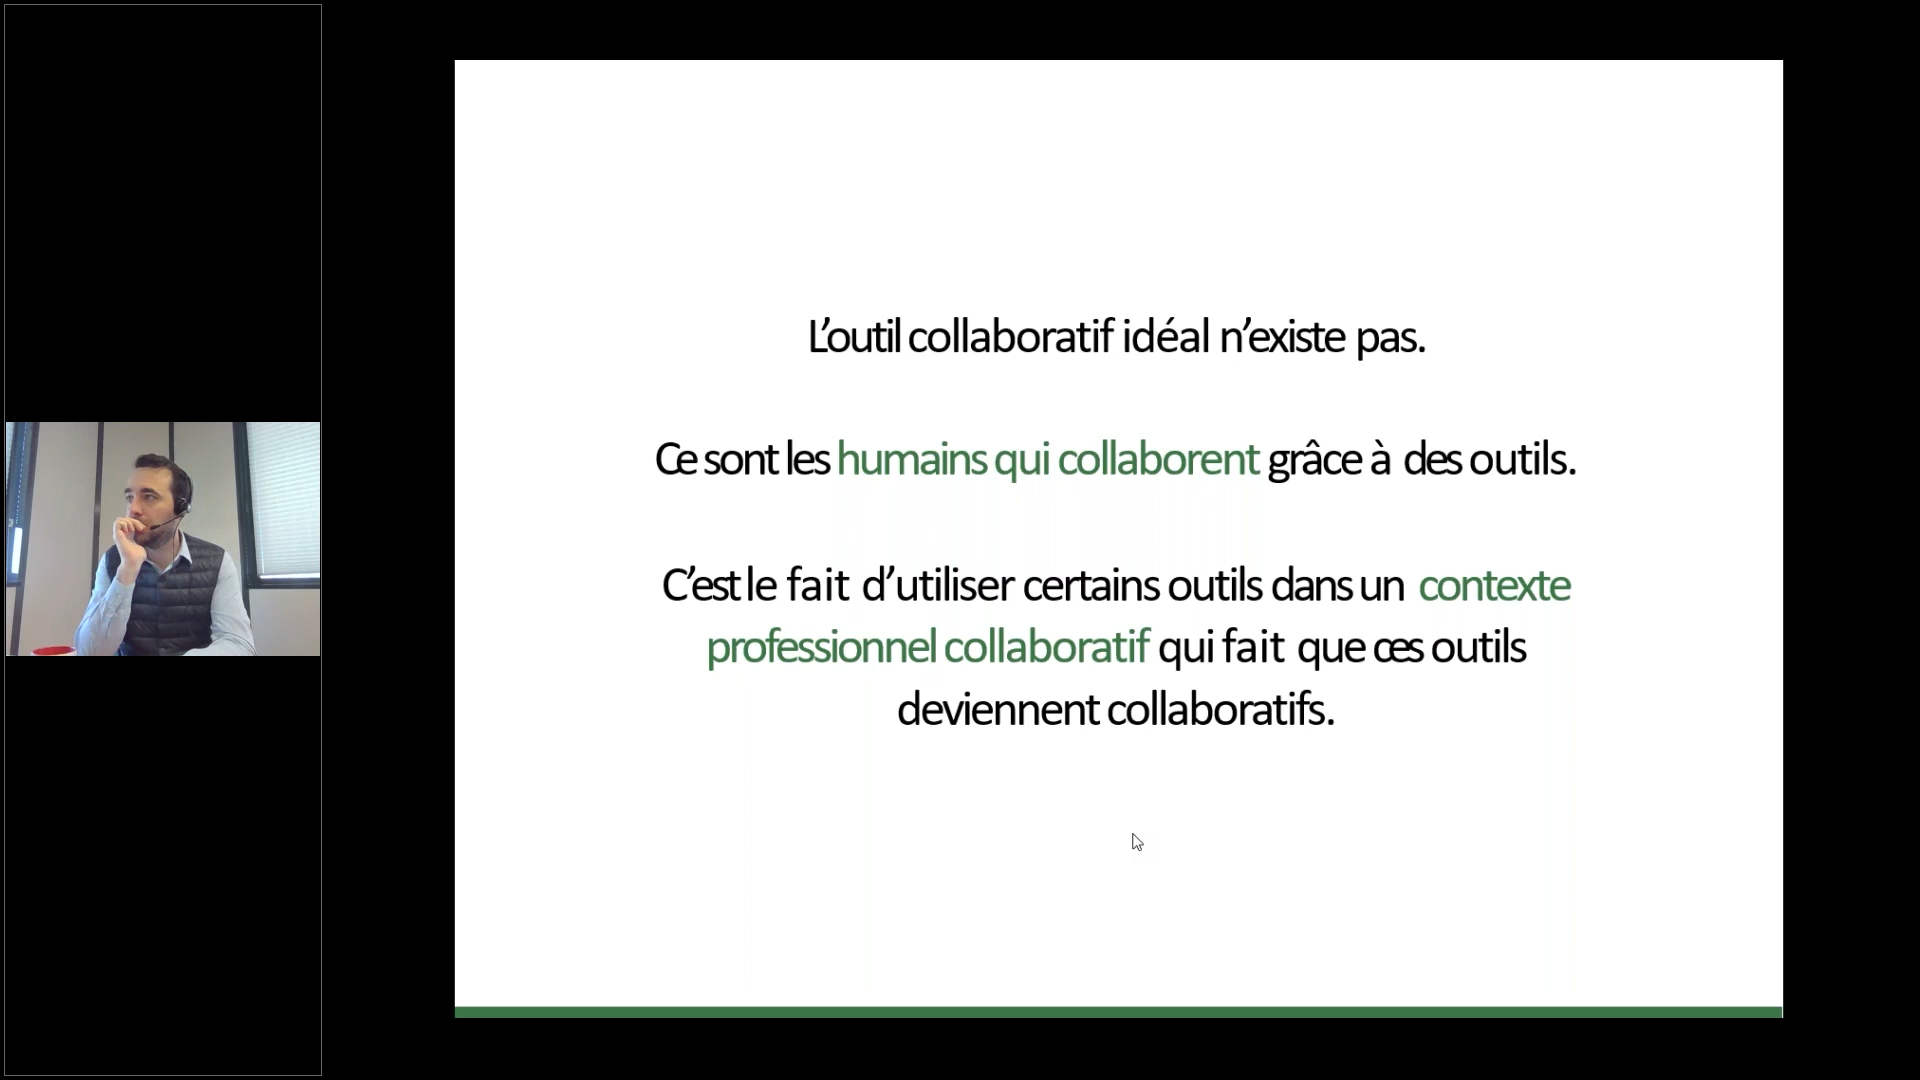 L’outil collaboratif idéal n’existe pas.
Ce sont les humains qui collaborent grâce à des outils.
C’est le fait d’utiliser certains outils dans un contexte
professionnel collaboratif qui fait que ces outils
deviennent collaboratifs.